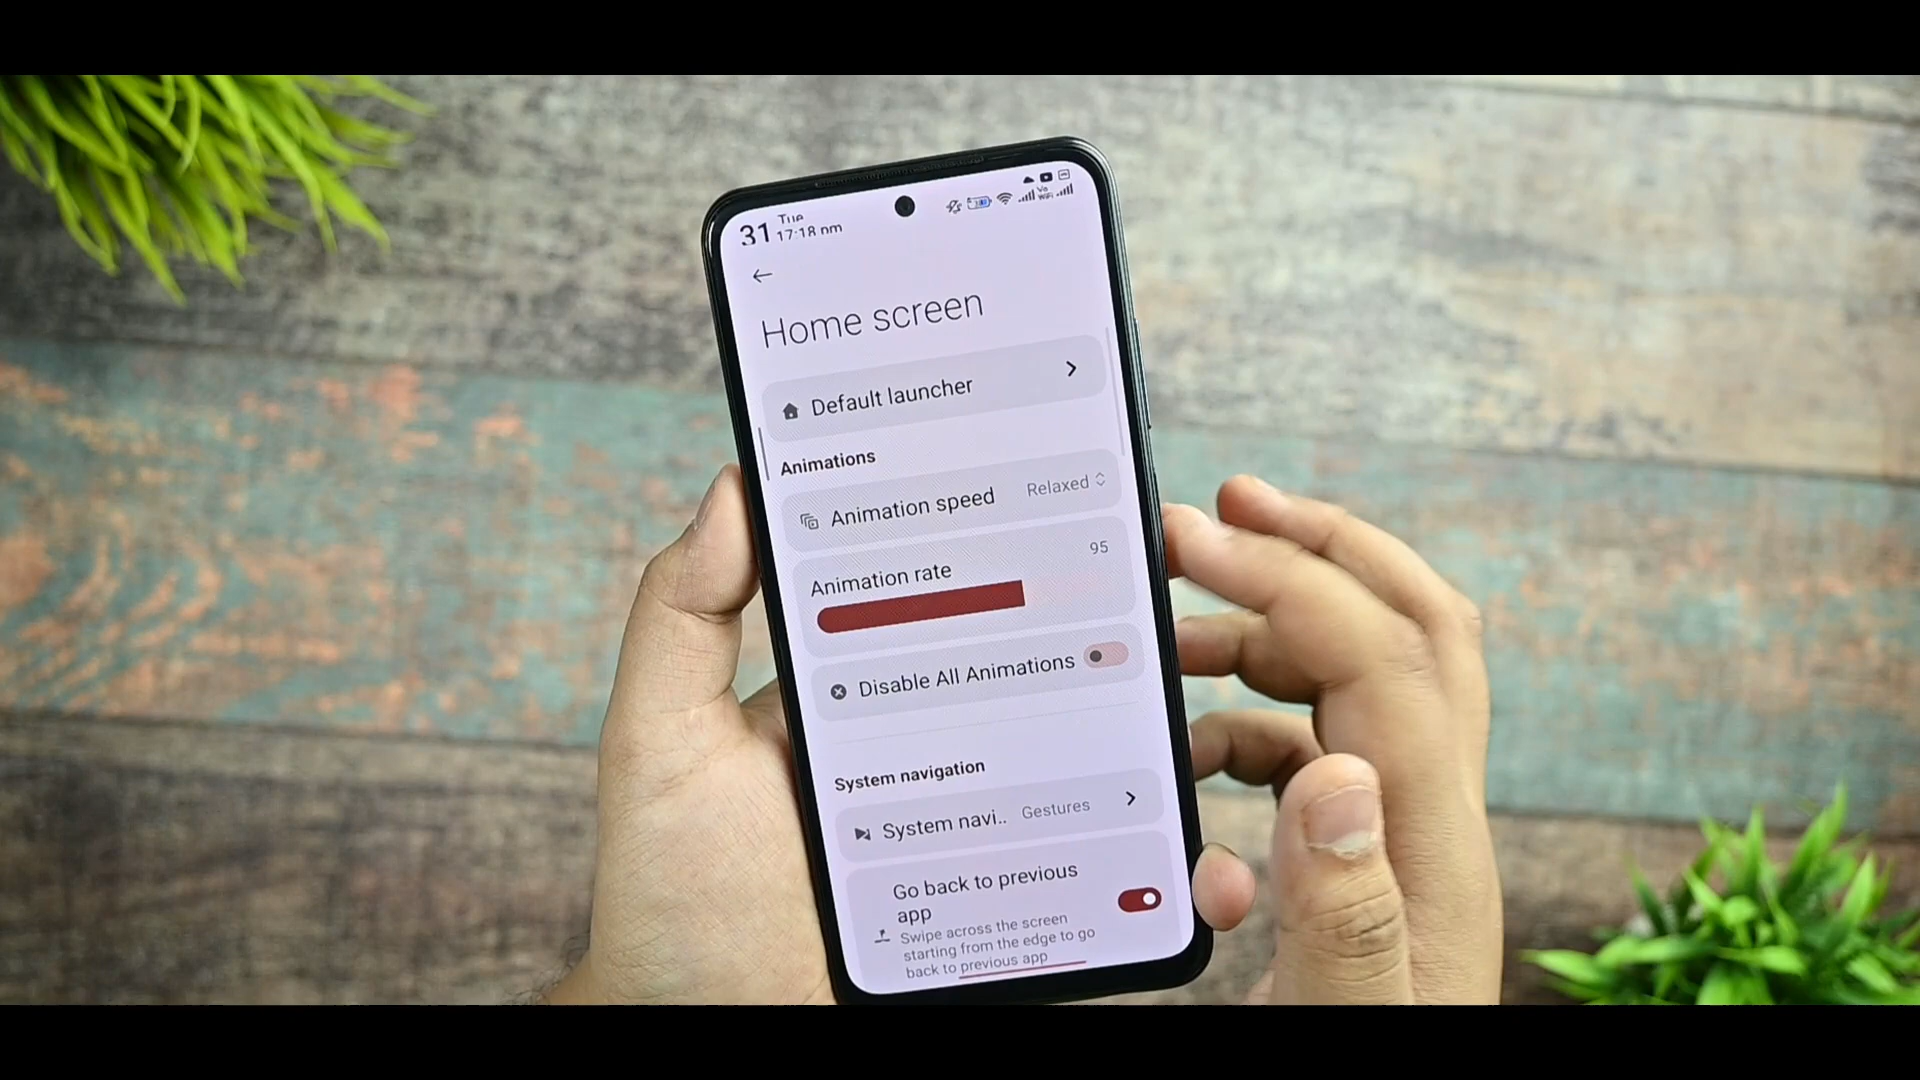 31 Tue
17:18 pm
Home screen
Default launcher
Animations
Animation speed Relaxed
95
Animation rate
Disable All Animations
System navigation
System navi.. Gestures
Go back to previous
app
Swipe across the screen
starting from the edge to go
back to previous app